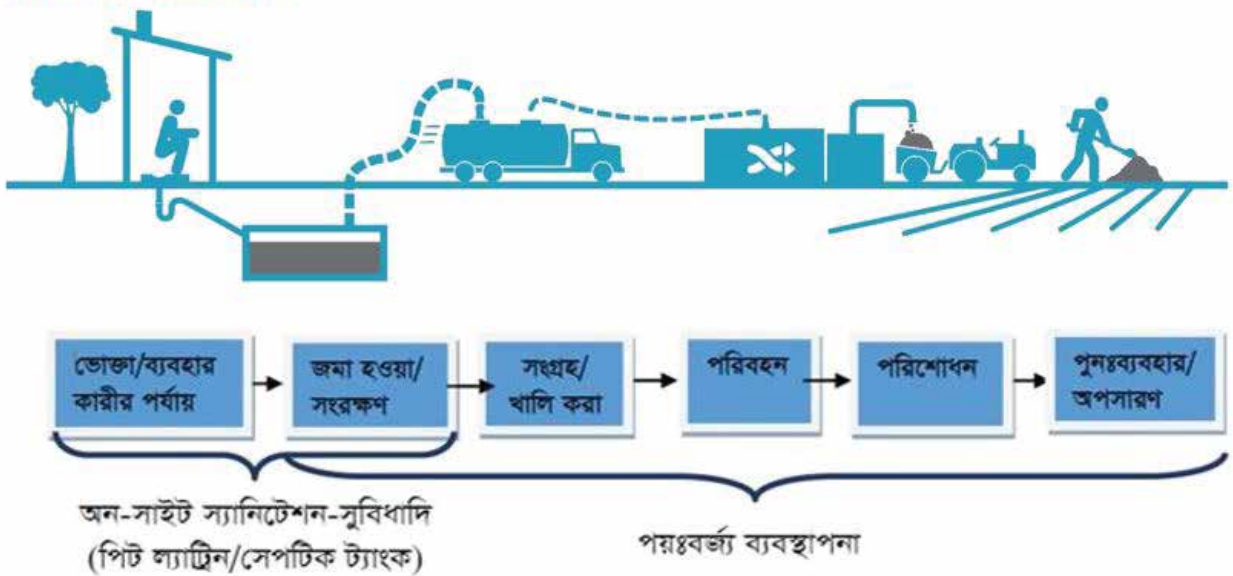 ভোক্তা/ব্যবহার
কারীর পর্যায়
জমা হওয়া/
সংরক্ষণ
সংগ্রহ/
খালি করা
পরিবহন
পরিশোধন
পুনঃব্যবহার/
অপসারণ
অন-সাইট স্যানিটেশন-সুবিধাদি
(পিট ল্যাট্রিন/সেপটিক ট্যাংক)
পয়ঃবর্জ্য ব্যবস্থাপনা